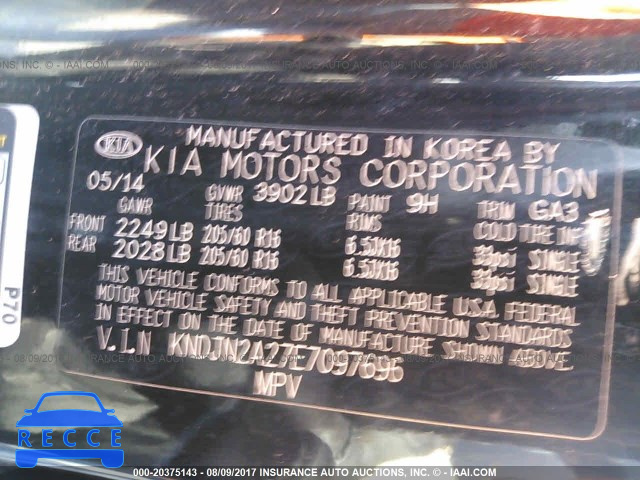 MANUFACTURED IN KOREA BY
KIA KIA MOTORS CORPORATION
05/14 GVWR 3902LB PAINT 9H TRIM GA3
GAWR TIRES RIMS COLD TIRE INF
FRONT 2249LB 205/60 R16 6.5JX16 33psi SINGLE
REAR 2028LB 205/60 R16 6.5JX16 33psi SINGLE
THIS VEHICLE CONFORMS TO ALL APPLICABLE U.S.A. FEDERAL
MOTOR VEHICLE SAFETY AND THEFT PREVENTION STANDARDS
IN EFFECT ON THE DATE OF MANUFACTURE SHOWN ABOVE.
V.I.N KNDJN2A27E7097696
MPV
P70
RECCE
000-20375143 - 08/09/2017 INSURANCE AUTO AUCTIONS, INC. - © IAAI.COM